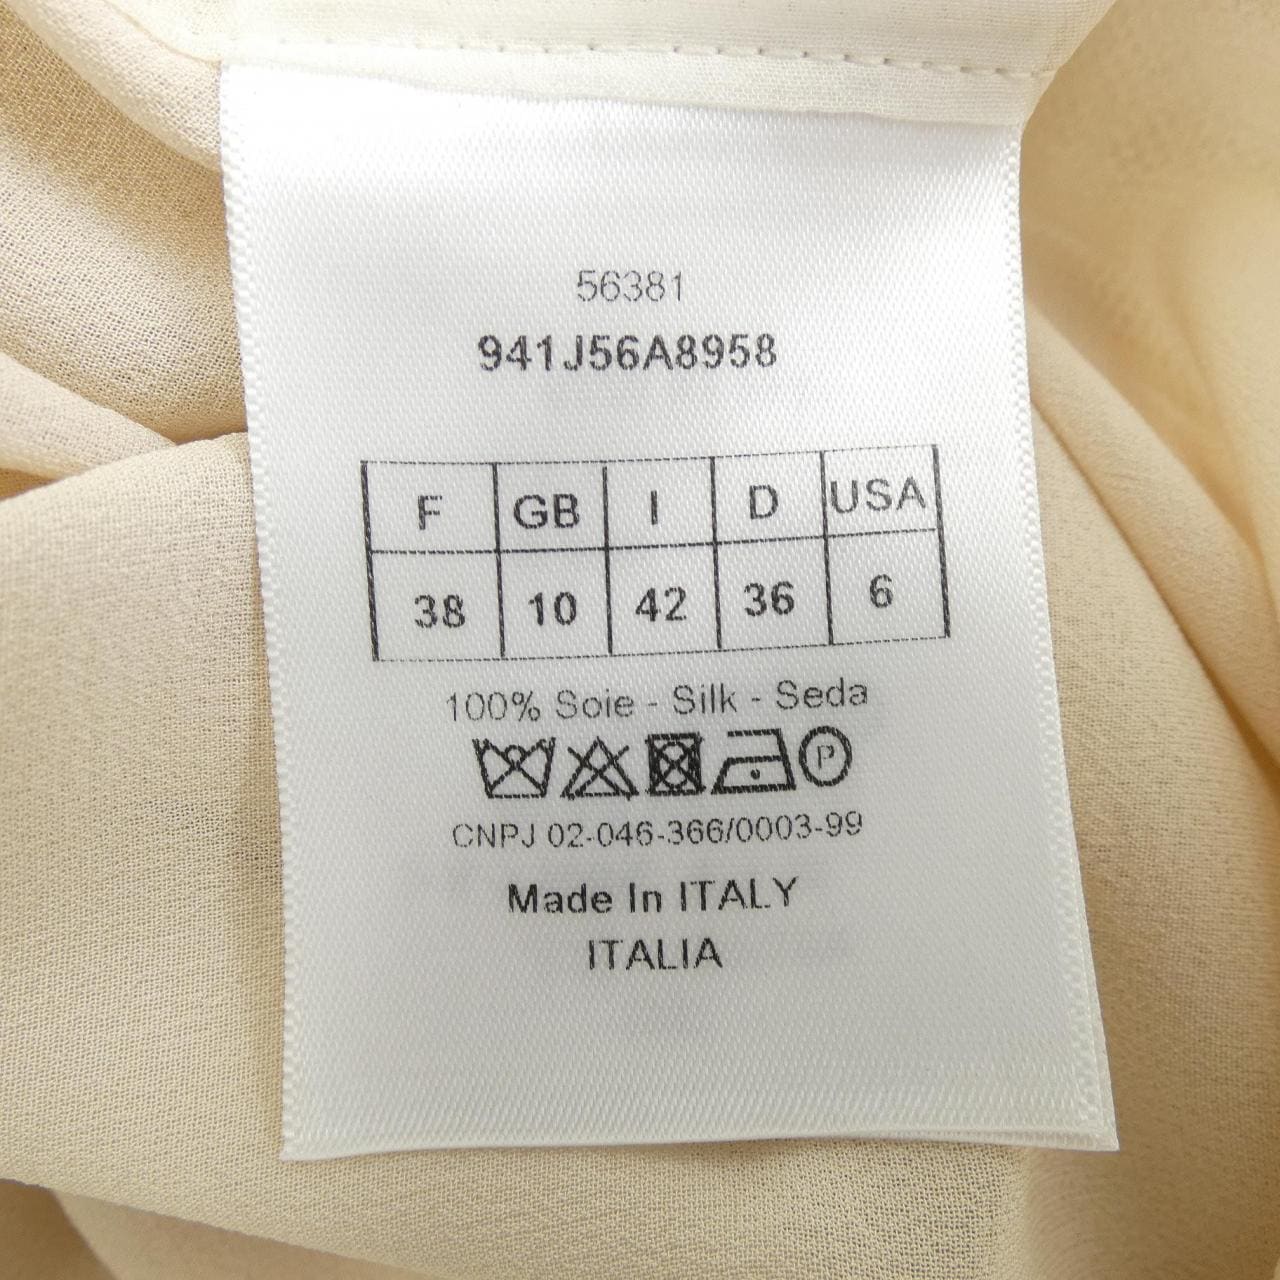 56381
941J56A8958
F GB I D USA
38 10 42 36 6
100% Soie - Silk - Seda
P
CNPJ 02-046-366/0003-99
Made In ITALY
ITALIA